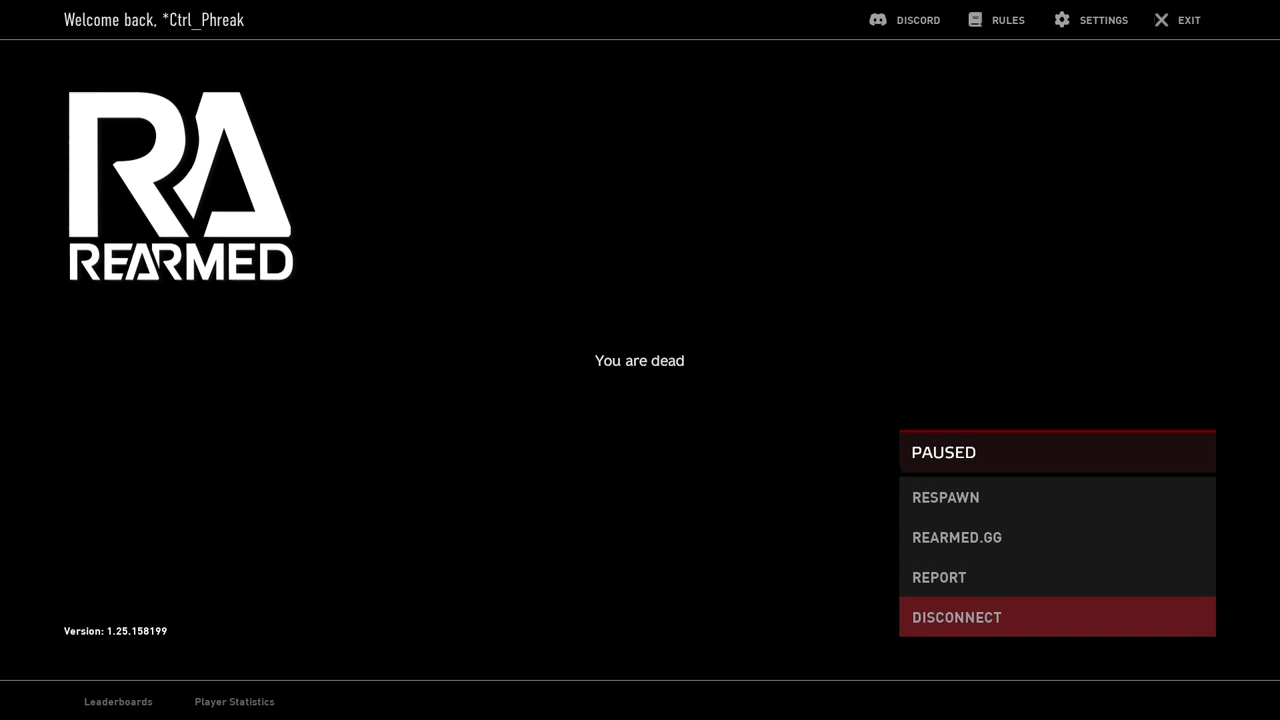 Welcome back, *Ctrl_Phreak
DISCORD
RULES
SETTINGS
EXIT
RA
REARMED
You are dead
PAUSED
RESPAWN
REARMED.GG
REPORT
DISCONNECT
Version: 1.25.158199
Leaderboards
Player Statistics